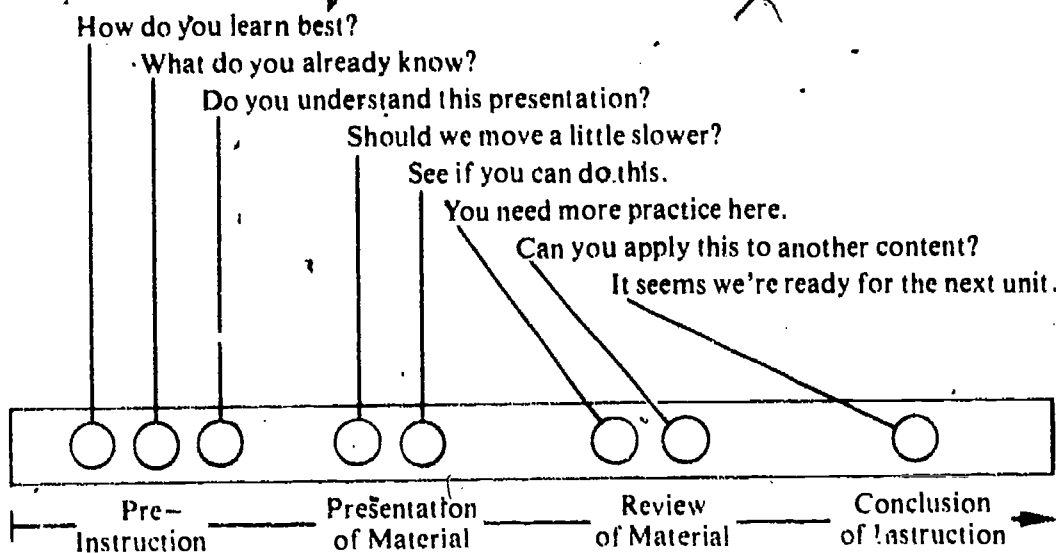 How do you learn best?
What do you already know?
Do you understand this presentation?
Should we move a little slower?
See if you can do this.
You need more practice here.
Can you apply this to another content?
It seems we're ready for the next unit.
Pre–
Instruction
Presentation
of Material
Review
of Material
Conclusion
of Instruction